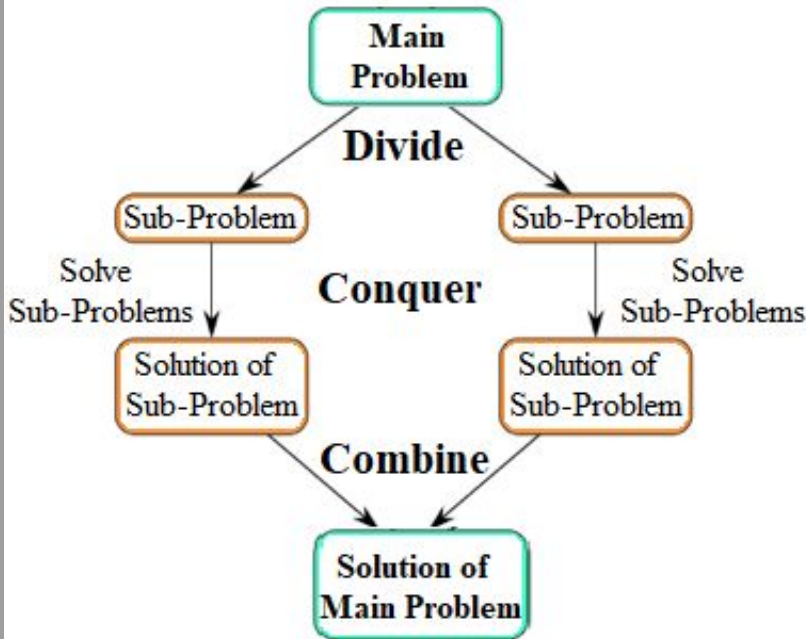 Main
Problem
Divide
Sub-Problem
Sub-Problem
Solve
Sub-Problems
Conquer
Solve
Sub-Problems
Solution of
Sub-Problem
Solution of
Sub-Problem
Combine
Solution of
Main Problem